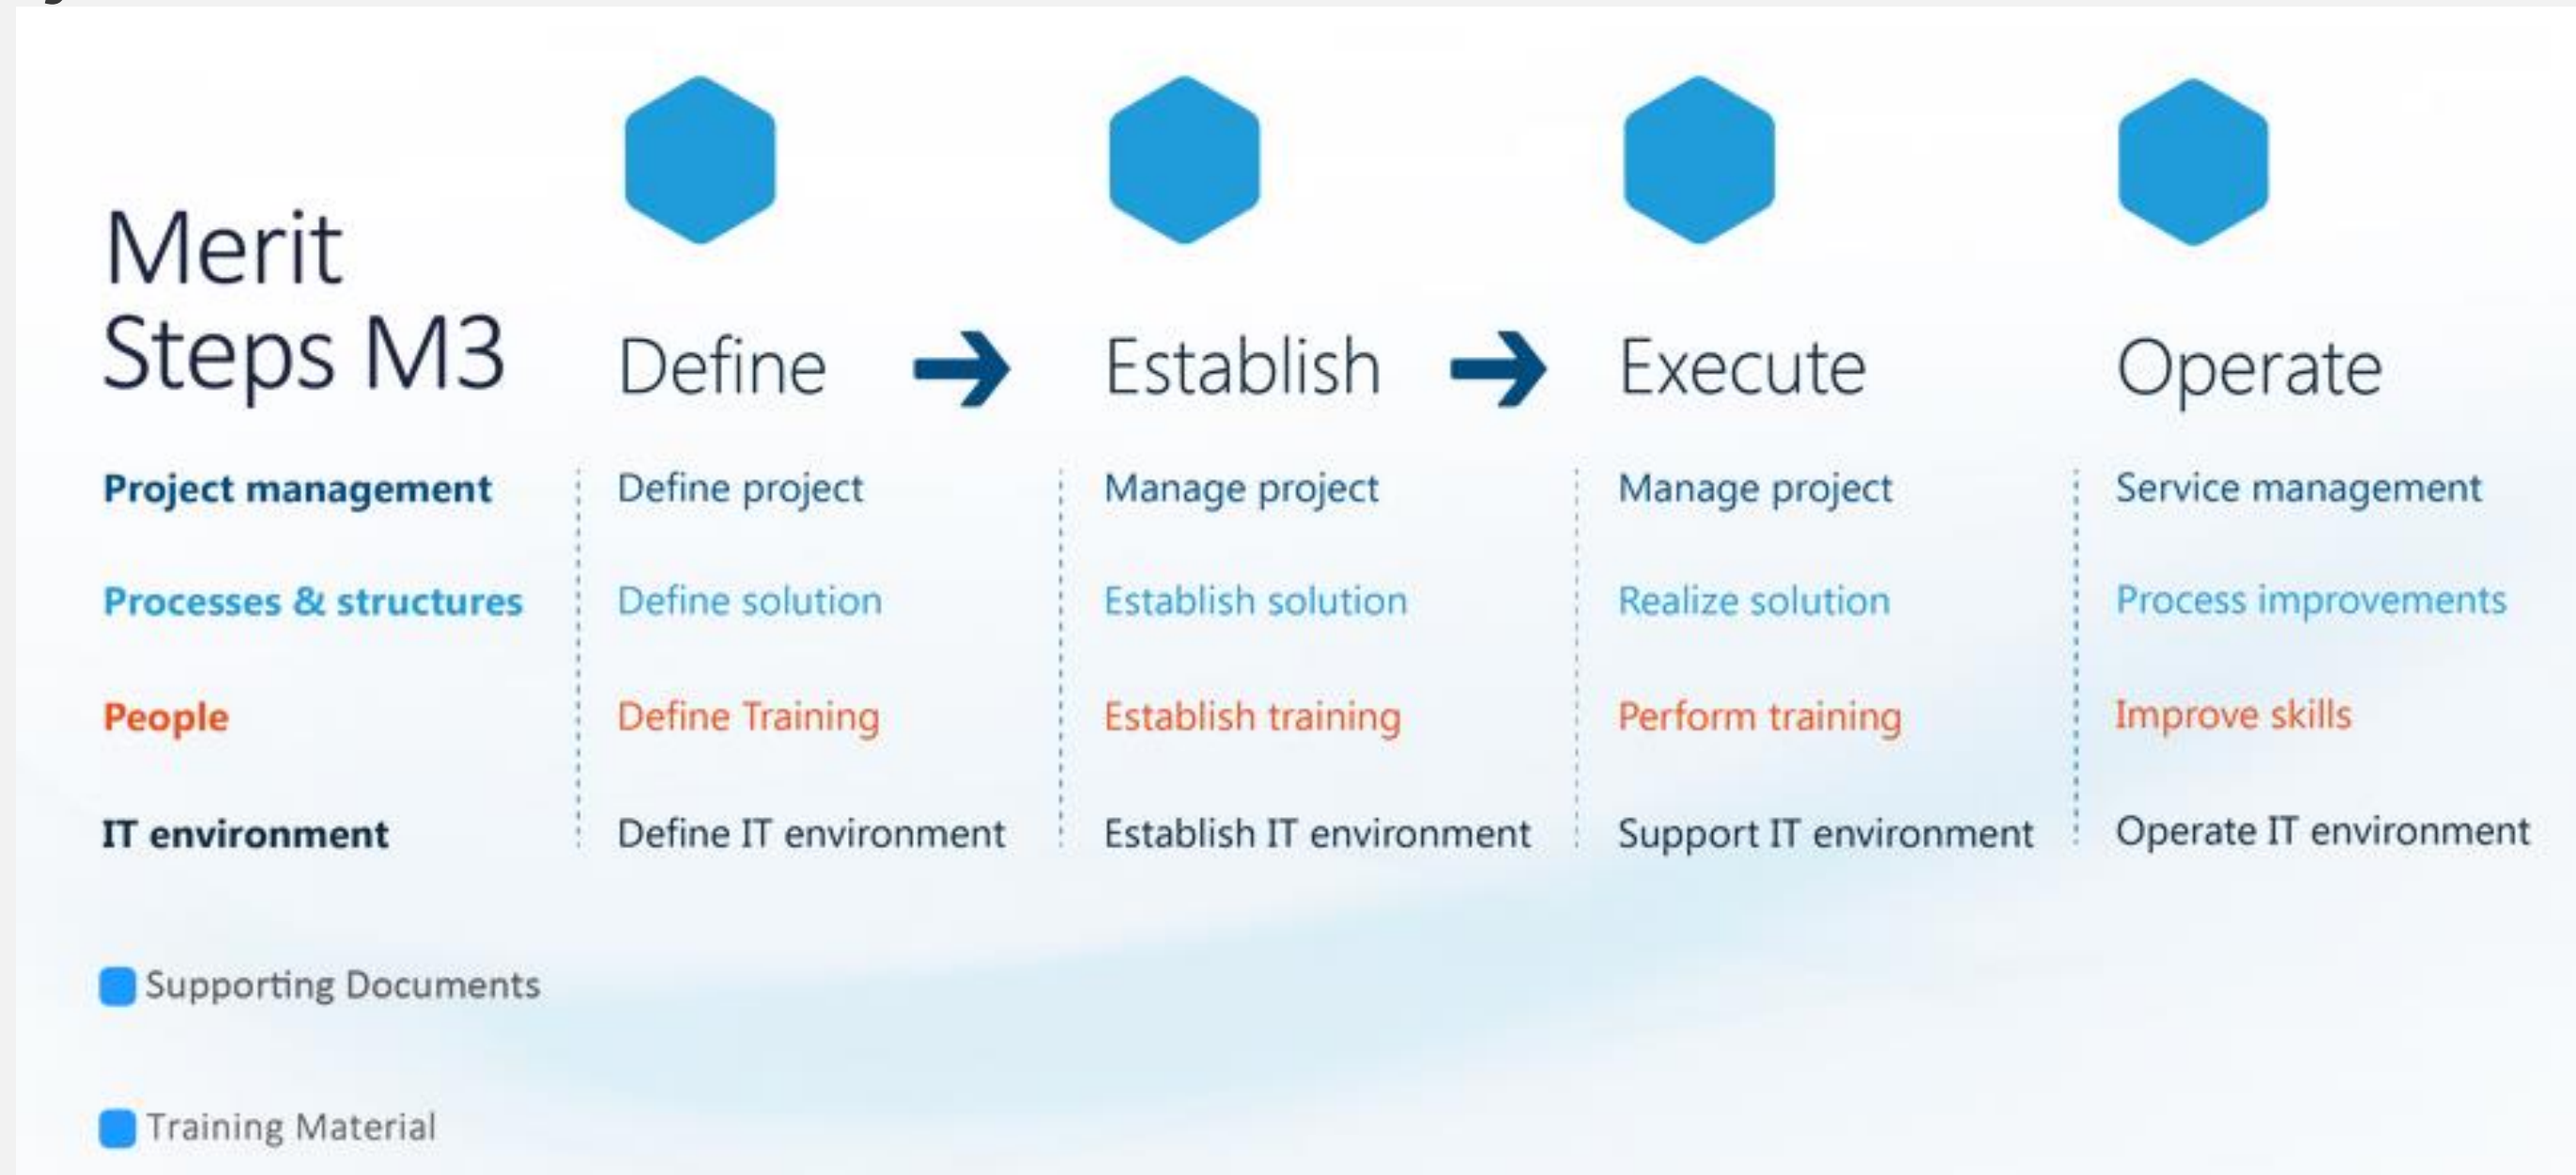 Merit
Steps M3
Define
Establish
Execute
Operate
Project management
Define project
Manage project
Manage project
Service management
Processes & structures
Define solution
Establish solution
Realize solution
Process improvements
People
Define Training
Establish training
Perform training
Improve skills
IT environment
Define IT environment
Establish IT environment
Support IT environment
Operate IT environment
Supporting Documents
Training Material